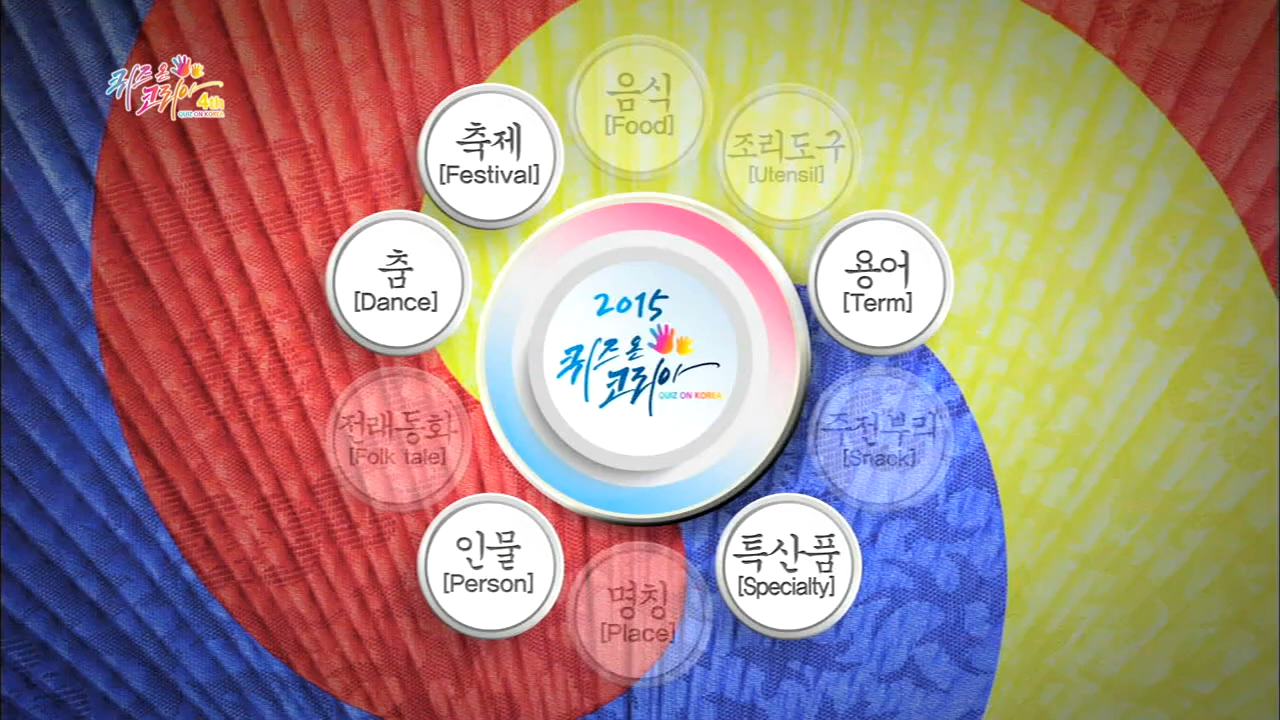 퀴즈 온
코리아
4th
QUIZ ON KOREA
음식
[Food]
축제
[Festival]
조리도구
[Utensil]
춤
[Dance]
용어
[Term]
2015
퀴즈 온
코리아
QUIZ ON KOREA
전래동화
[Folk tale]
주전부리
[Snack]
인물
[Person]
특산품
[Specialty]
명칭
[Place]